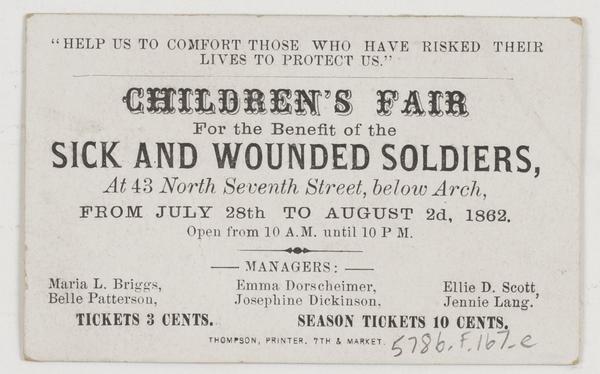 "HELP US TO COMFORT THOSE WHO HAVE RISKED THEIR
LIVES TO PROTECT US."
CHILDREN'S FAIR
For the Benefit of the
SICK AND WOUNDED SOLDIERS,
At 43 North Seventh Street, below Arch,
FROM JULY 28th TO AUGUST 2d, 1862.
Open from 10 A.M. until 10 P M.
MANAGERS:
Maria L. Briggs, Emma Dorscheimer, Ellie D. Scott,
Belle Patterson, Josephine Dickinson, Jennie Lang.
TICKETS 3 CENTS. SEASON TICKETS 10 CENTS.
THOMPSON, PRINTER, 7TH & MARKET.
5786.F.167-e